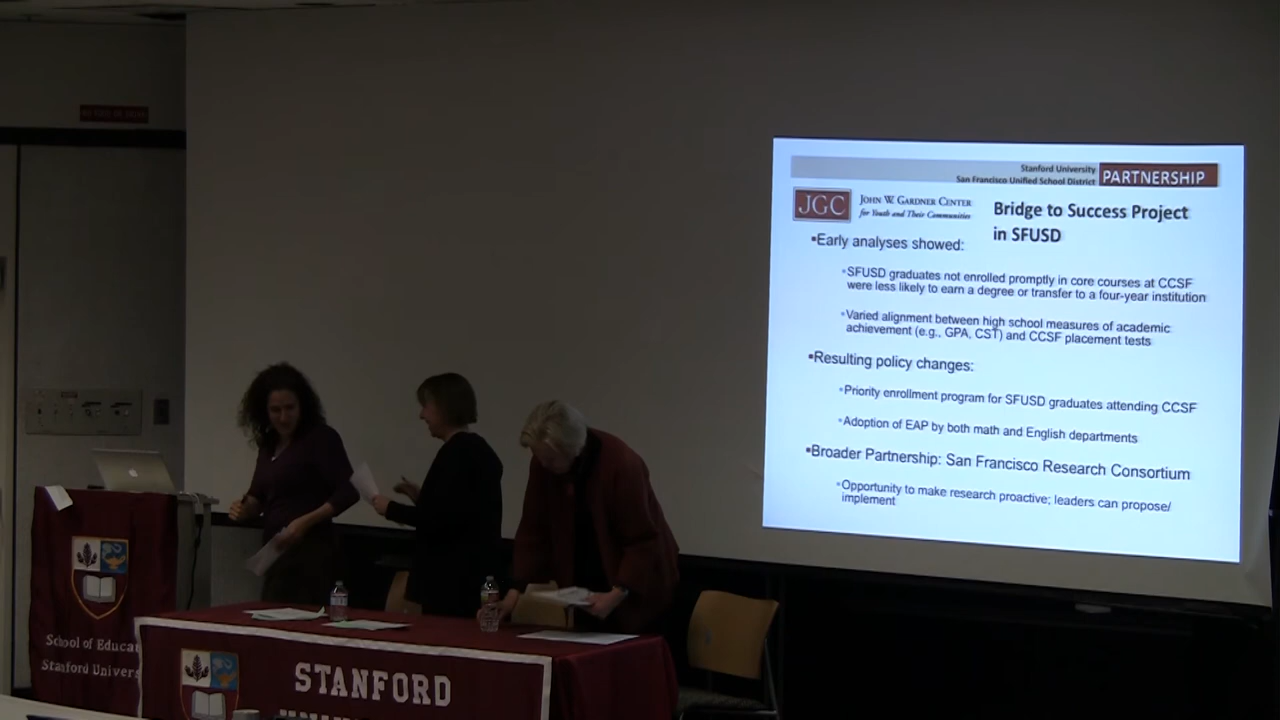 Stanford University
San Francisco Unified School District
PARTNERSHIP
JGC
JOHN W. GARDNER CENTER
for Youth and Their Communities
Bridge to Success Project
in SFUSD
▪Early analyses showed:
▪SFUSD graduates not enrolled promptly in core courses at CCSF
were less likely to earn a degree or transfer to a four-year institution
▪Varied alignment between high school measures of academic
achievement (e.g., GPA, CST) and CCSF placement tests
▪Resulting policy changes:
▪Priority enrollment program for SFUSD graduates attending CCSF
▪Adoption of EAP by both math and English departments
▪Broader Partnership: San Francisco Research Consortium
▪Opportunity to make research proactive; leaders can propose/
implement
School of Educat
Stanford Univers
STANFORD